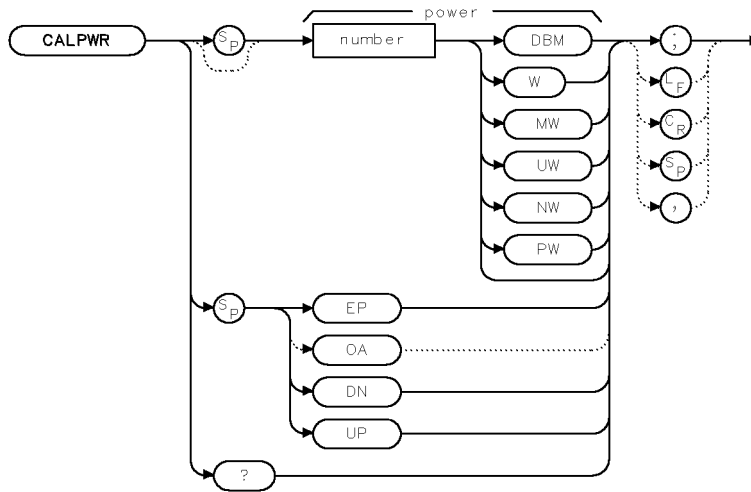 power
CALPWR SP number DBM ;
W LF
MW CR
UW SP
NW ,
PW
SP EP
OA
DN
UP
?